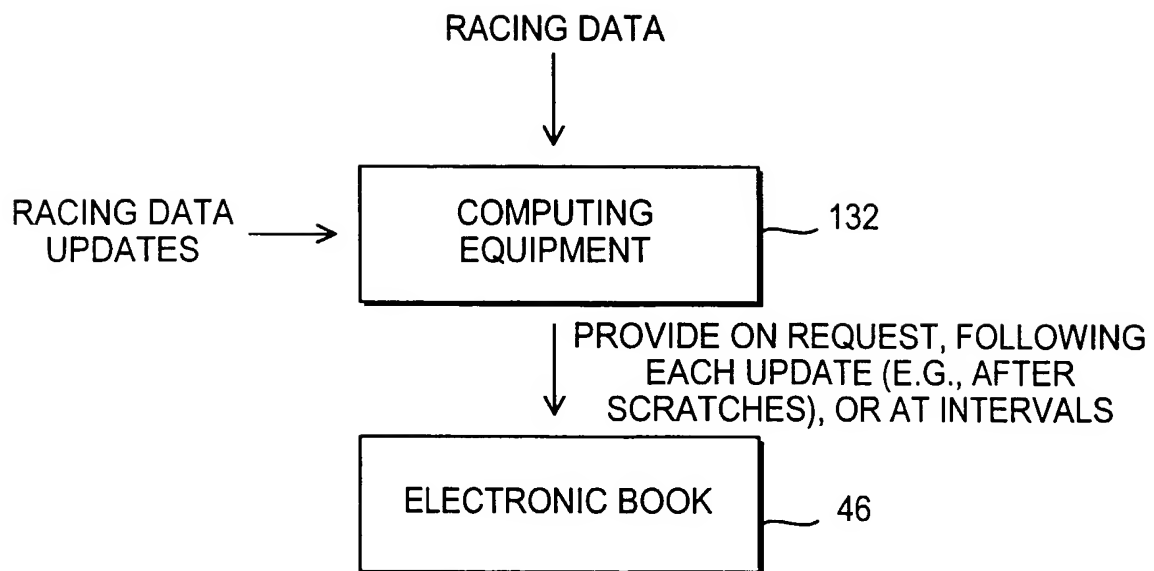 RACING DATA
RACING DATA
UPDATES
COMPUTING
EQUIPMENT
132
PROVIDE ON REQUEST, FOLLOWING
EACH UPDATE (E.G., AFTER
SCRATCHES), OR AT INTERVALS
ELECTRONIC BOOK
46